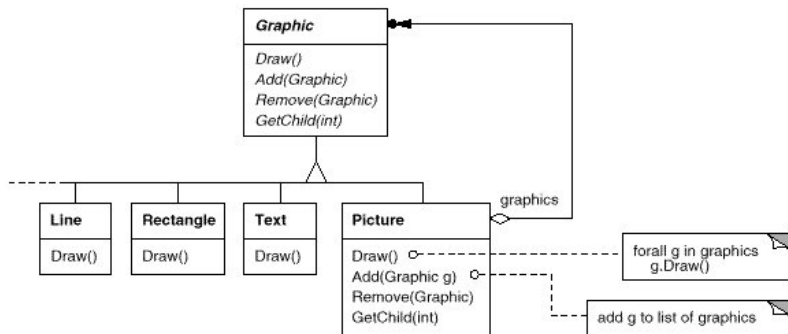 Graphic
Draw()
Add(Graphic)
Remove(Graphic)
GetChild(int)
graphics
Line
Draw()
Rectangle
Draw()
Text
Draw()
Picture
Draw()
Add(Graphic g)
Remove(Graphic)
GetChild(int)
forall g in graphics
g.Draw()
add g to list of graphics